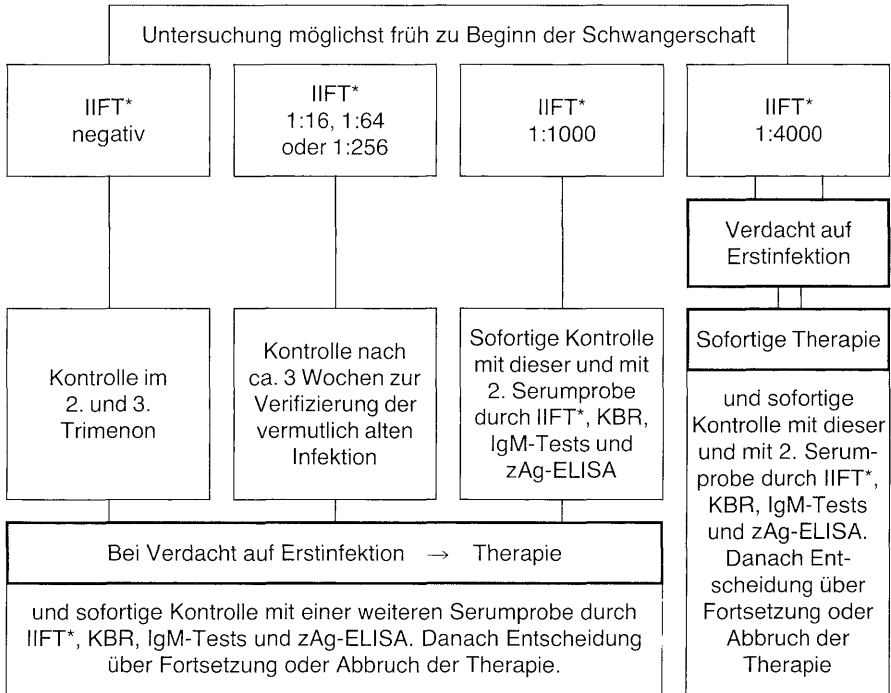 Untersuchung möglichst früh zu Beginn der Schwangerschaft
IIFT*
negativ
IIFT*
1:16, 1:64
oder 1:256
IIFT*
1:1000
IIFT*
1:4000
Verdacht auf
Erstinfektion
Kontrolle im
2. und 3.
Trimenon
Kontrolle nach
ca. 3 Wochen zur
Verifizierung der
vermutlich alten
Infektion
Sofortige Kontrolle
mit dieser und mit
2. Serumprobe
durch IIFT*, KBR,
IgM-Tests und
zAg-ELISA
Sofortige Therapie
und sofortige
Kontrolle mit dieser
und mit 2. Serum-
probe durch IIFT*,
KBR, IgM-Tests
und zAg-ELISA.
Danach Ent-
scheidung über
Fortsetzung oder
Abbruch der
Therapie
Bei Verdacht auf Erstinfektion → Therapie
und sofortige Kontrolle mit einer weiteren Serumprobe durch
IIFT*, KBR, IgM-Tests und zAg-ELISA. Danach Entscheidung
über Fortsetzung oder Abbruch der Therapie.